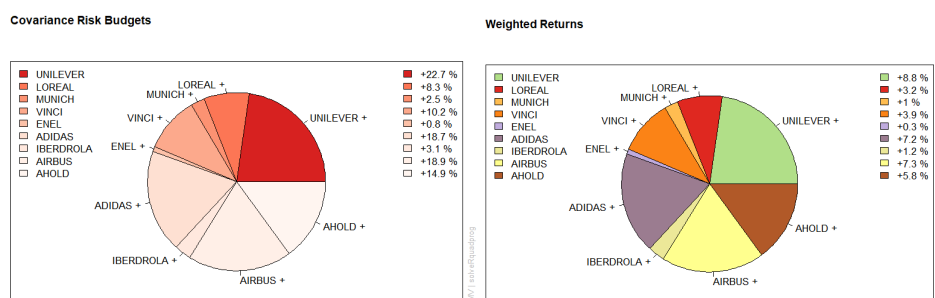 Covariance Risk Budgets
UNILEVER +22.7 %
LOREAL +8.3 %
MUNICH +2.5 %
VINCI +10.2 %
ENEL +0.8 %
ADIDAS +18.7 %
IBERDROLA +3.1 %
AIRBUS +18.9 %
AHOLD +14.9 %
LOREAL +
MUNICH +
UNILEVER +
VINCI +
ENEL +
ADIDAS +
AHOLD +
IBERDROLA +
AIRBUS +
MV | solveRquadprog
Weighted Returns
UNILEVER +8.8 %
LOREAL +3.2 %
MUNICH +1 %
VINCI +3.9 %
ENEL +0.3 %
ADIDAS +7.2 %
IBERDROLA +1.2 %
AIRBUS +7.3 %
AHOLD +5.8 %
LOREAL +
MUNICH +
UNILEVER +
VINCI +
ENEL +
ADIDAS +
AHOLD +
IBERDROLA +
AIRBUS +